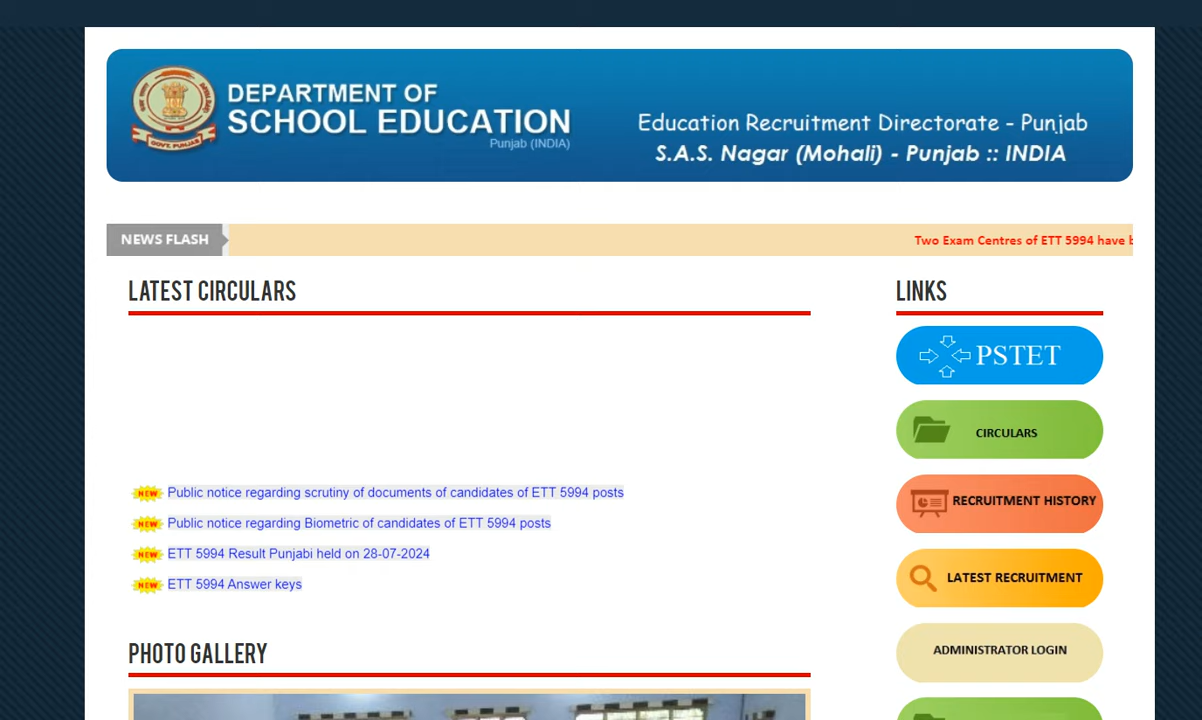 DEPARTMENT OF
SCHOOL EDUCATION
Punjab (INDIA)
GOVT. PUNJAB
Education Recruitment Directorate - Punjab
S.A.S. Nagar (Mohali) - Punjab :: INDIA
NEWS FLASH
Two Exam Centres of ETT 5994 have
LATEST CIRCULARS
NEW Public notice regarding scrutiny of documents of candidates of ETT 5994 posts
NEW Public notice regarding Biometric of candidates of ETT 5994 posts
NEW ETT 5994 Result Punjabi held on 28-07-2024
NEW ETT 5994 Answer keys
PHOTO GALLERY
LINKS
PSTET
CIRCULARS
RECRUITMENT HISTORY
LATEST RECRUITMENT
ADMINISTRATOR LOGIN